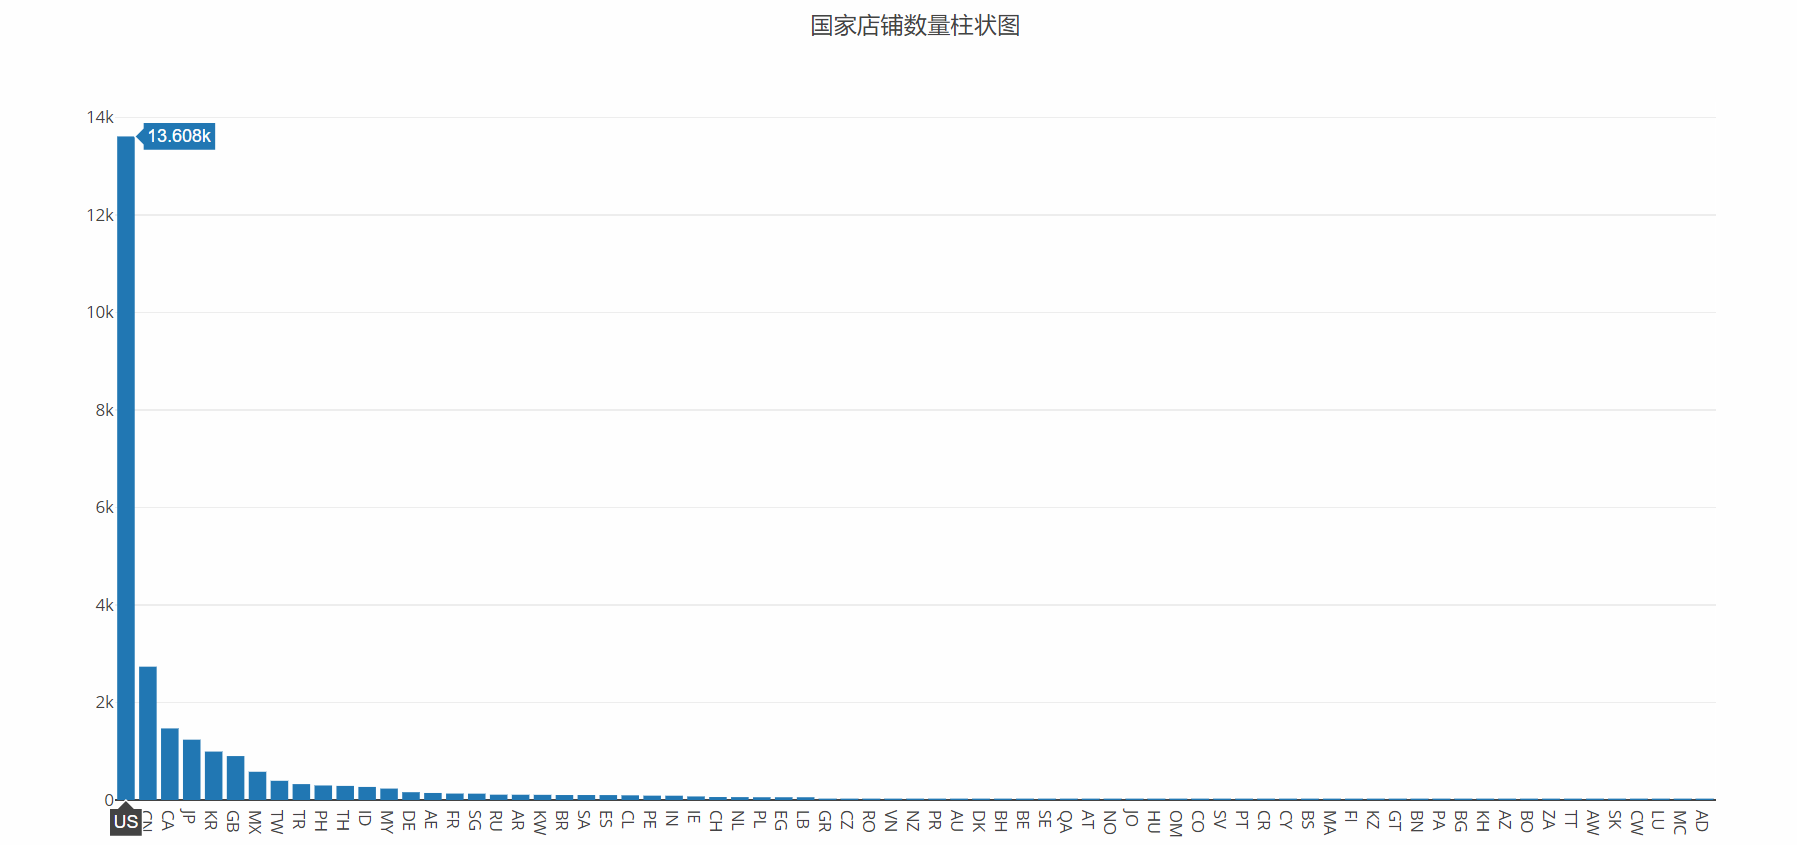 国家店铺数量柱状图
14k
13.608k
12k
10k
8k
6k
4k
2k
0
US CN CA JP KR GB MX TW TR PH TH ID MY DE AE FR SG RU AR KW BR SA ES CL PE IN IE CH NL PL EG LB GR CZ RO VN NZ PR AU DK BH BE SE QA AT NO JO HU OM CO SV PT CR CY BS MA FI KZ GT BN PA BG KH AZ BO ZA TT AW SK CW LU MC AD